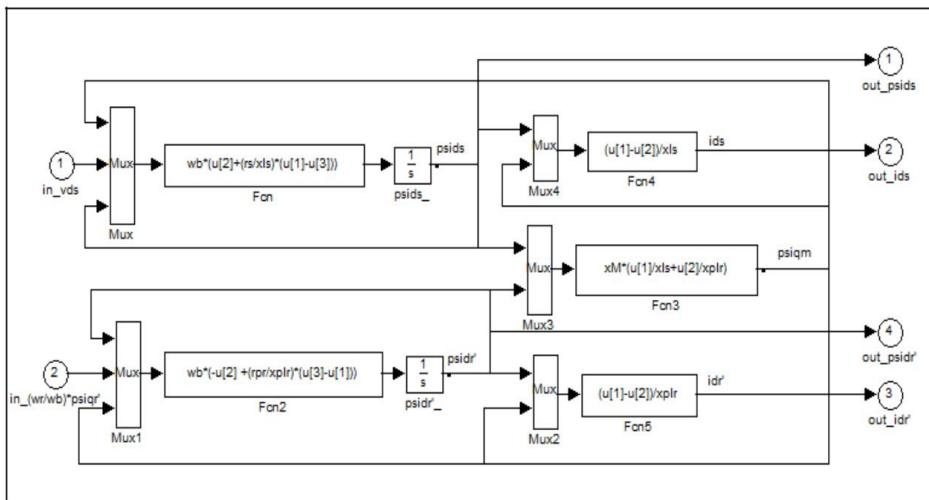 1
out_psids
1
in_vds
Mux
Mux
wb*(u[2]+(rs/xls)*(u[1]-u[3]))
Fcn
1
s
psids_
psids
Mux
Mux4
(u[1]-u[2])/xls
Fcn4
ids
2
out_ids
Mux
Mux3
xM*(u[1]/xls+u[2]/xplr)
Fcn3
psiqm
4
out_psidr'
2
in_(wr/wb)*psiqr'
Mux
Mux1
wb*(-u[2] +(rpr/xplr)*(u[3]-u[1]))
Fcn2
1
s
psidr'_
psidr'
Mux
Mux2
(u[1]-u[2])/xplr
Fcn5
idr'
3
out_idr'